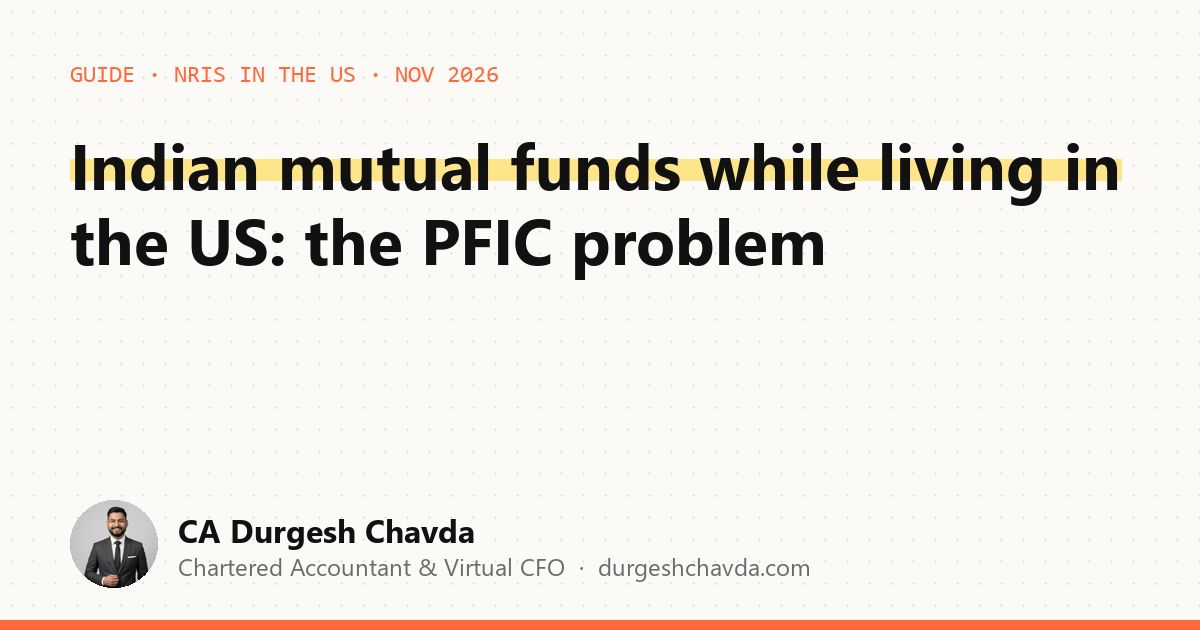 GUIDE · NRIS IN THE US · NOV 2026
Indian mutual funds while living in
the US: the PFIC problem
CA Durgesh Chavda
Chartered Accountant & Virtual CFO · durgeshchavda.com